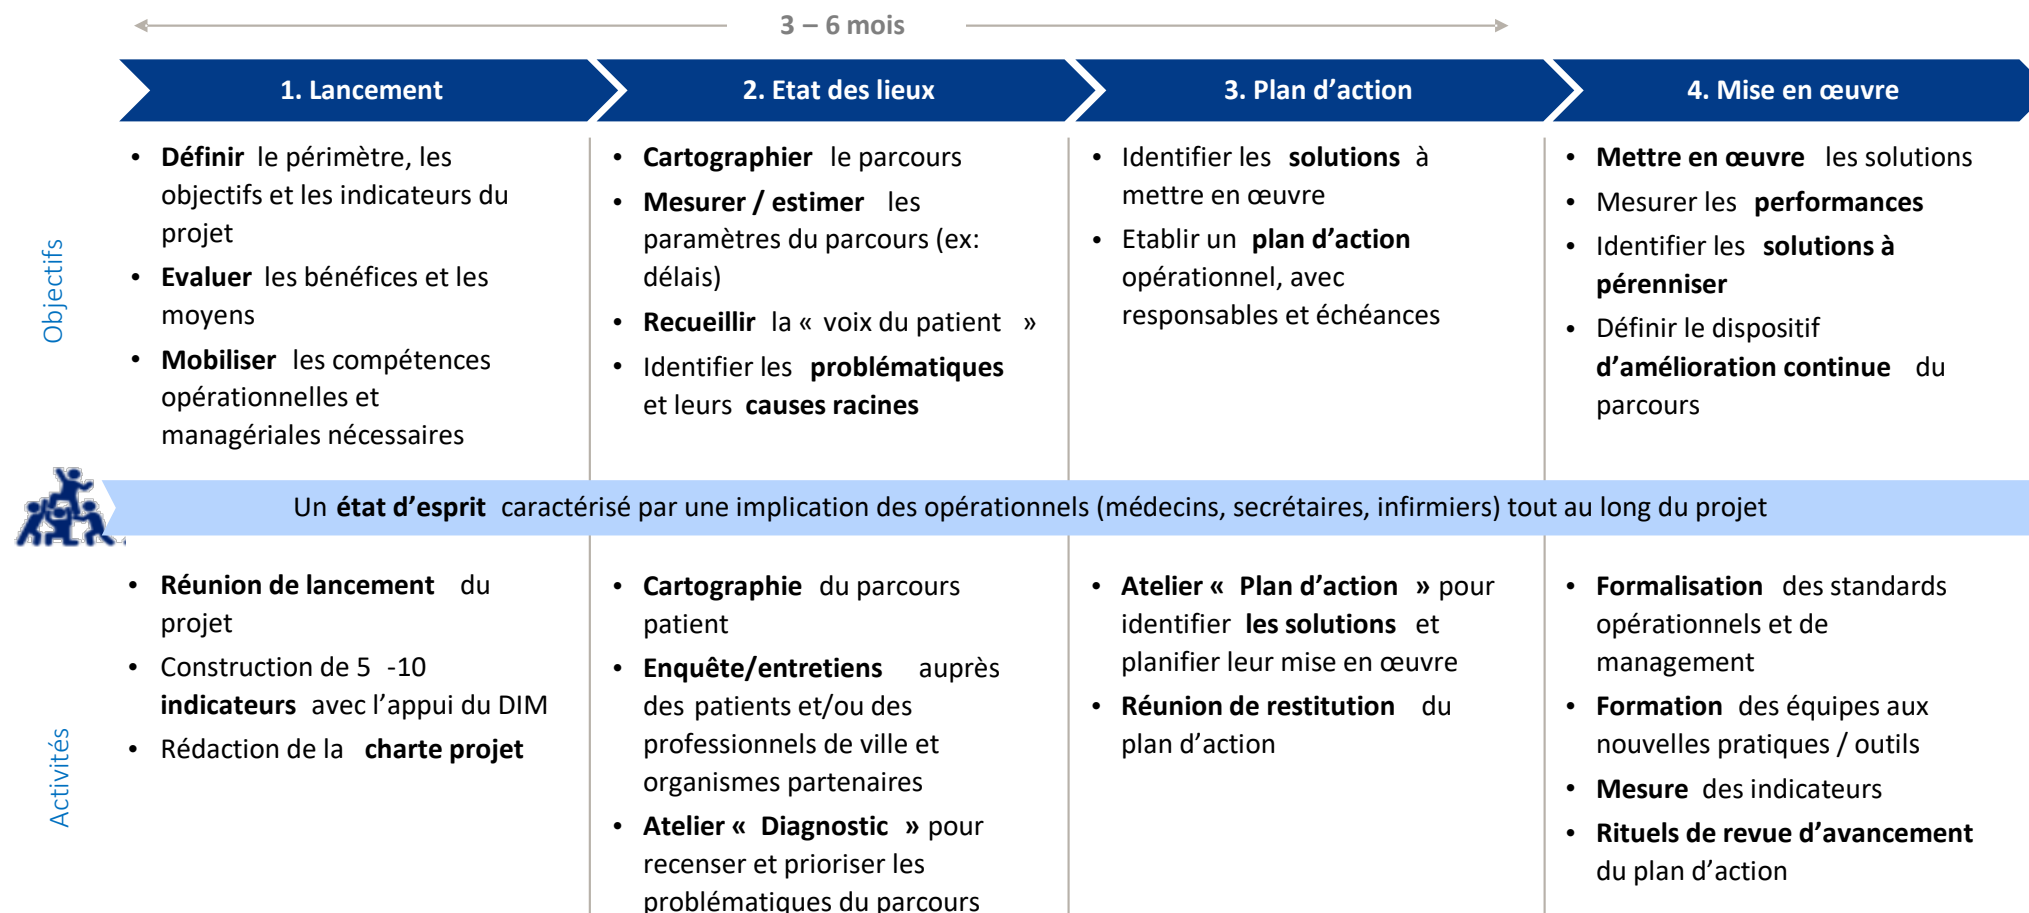 3 – 6 mois
1. Lancement
2. Etat des lieux
3. Plan d’action
4. Mise en œuvre
Objectifs
• Définir le périmètre, les
objectifs et les indicateurs du
projet
• Evaluer les bénéfices et les
moyens
• Mobiliser les compétences
opérationnelles et
managériales nécessaires
• Cartographier le parcours
• Mesurer / estimer les
paramètres du parcours (ex:
délais)
• Recueillir la « voix du patient »
• Identifier les problématiques
et leurs causes racines
• Identifier les solutions à
mettre en œuvre
• Etablir un plan d’action
opérationnel, avec
responsables et échéances
• Mettre en œuvre les solutions
• Mesurer les performances
• Identifier les solutions à
pérenniser
• Définir le dispositif
d’amélioration continue du
parcours
Un état d’esprit caractérisé par une implication des opérationnels (médecins, secrétaires, infirmiers) tout au long du projet
Activités
• Réunion de lancement du
projet
• Construction de 5 -10
indicateurs avec l’appui du DIM
• Rédaction de la charte projet
• Cartographie du parcours
patient
• Enquête/entretiens auprès
des patients et/ou des
professionnels de ville et
organismes partenaires
• Atelier « Diagnostic » pour
recenser et prioriser les
problématiques du parcours
• Atelier « Plan d’action » pour
identifier les solutions et
planifier leur mise en œuvre
• Réunion de restitution du
plan d’action
• Formalisation des standards
opérationnels et de
management
• Formation des équipes aux
nouvelles pratiques / outils
• Mesure des indicateurs
• Rituels de revue d’avancement
du plan d’action